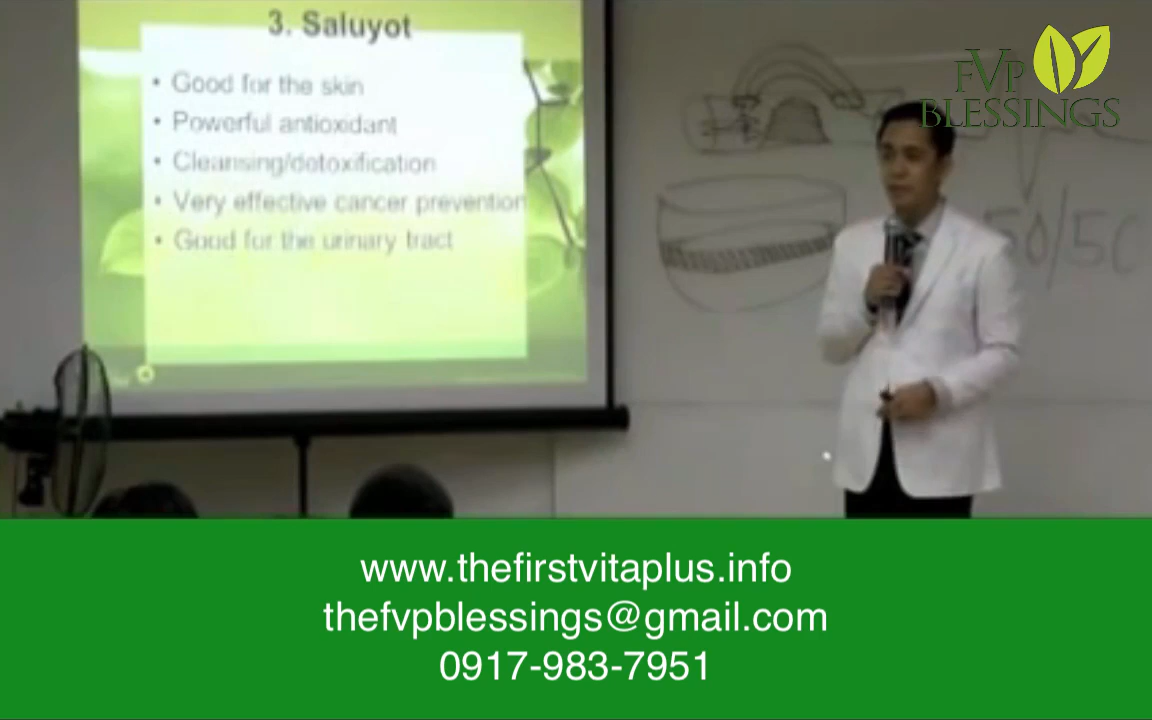 3. Saluyot
• Good for the skin
• Powerful antioxidant
• Cleansing/detoxification
• Very effective cancer prevention
• Good for the urinary tract
FVP
BLESSINGS
50/50
www.thefirstvitaplus.info
thefvpblessings@gmail.com
0917-983-7951